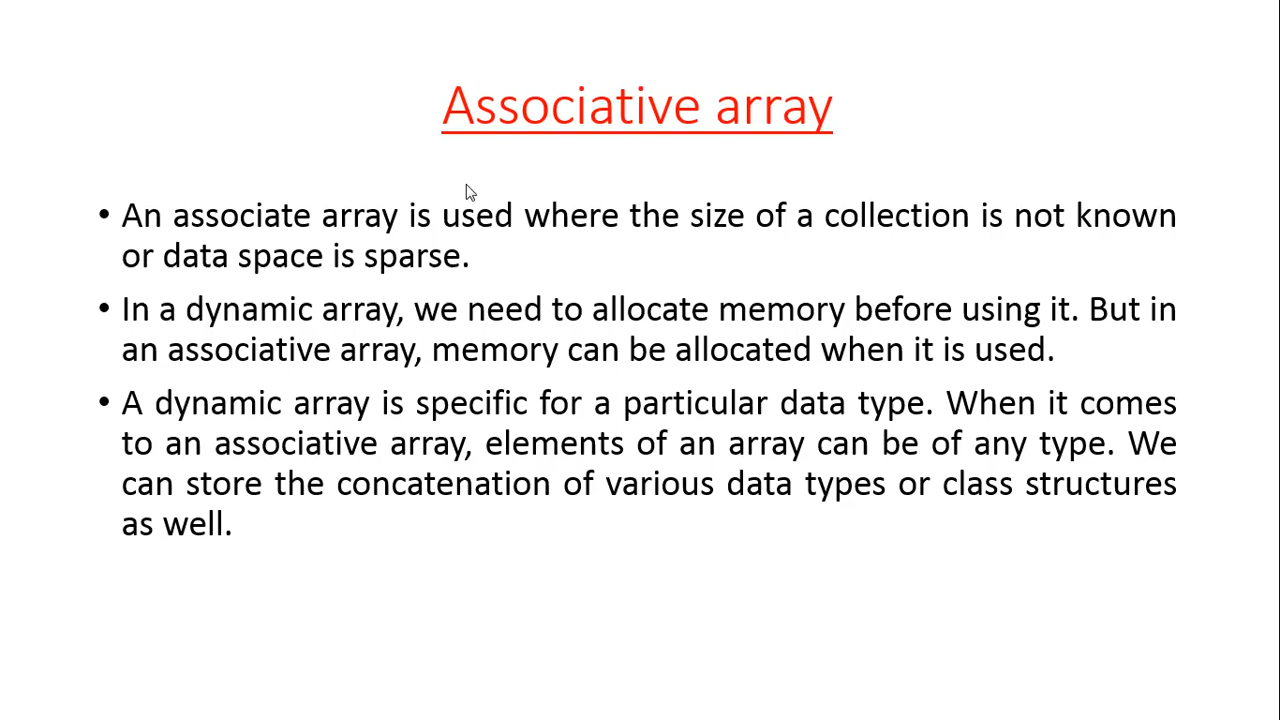 Associative array
• An associate array is used where the size of a collection is not known
or data space is sparse.
• In a dynamic array, we need to allocate memory before using it. But in
an associative array, memory can be allocated when it is used.
• A dynamic array is specific for a particular data type. When it comes
to an associative array, elements of an array can be of any type. We
can store the concatenation of various data types or class structures
as well.